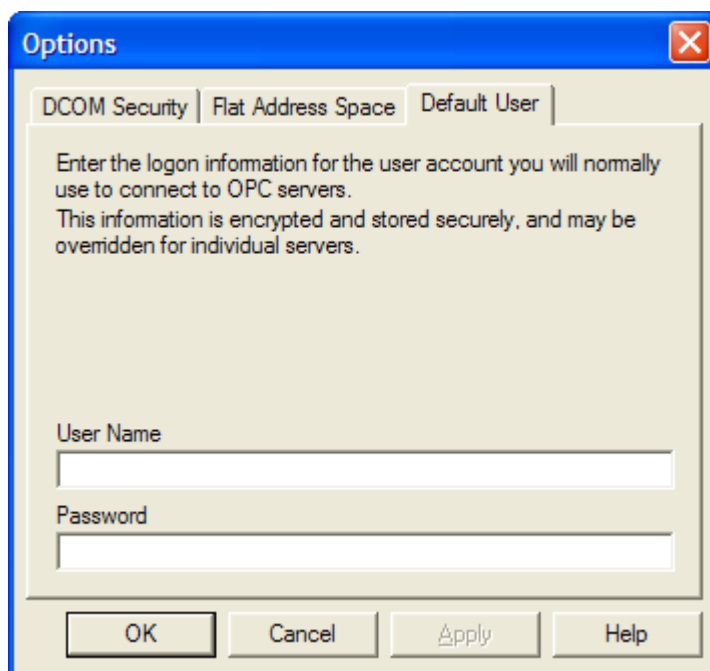 Options
DCOM Security Flat Address Space Default User
Enter the logon information for the user account you will normally
use to connect to OPC servers.
This information is encrypted and stored securely, and may be
overridden for individual servers.
User Name
Password
OK Cancel Apply Help